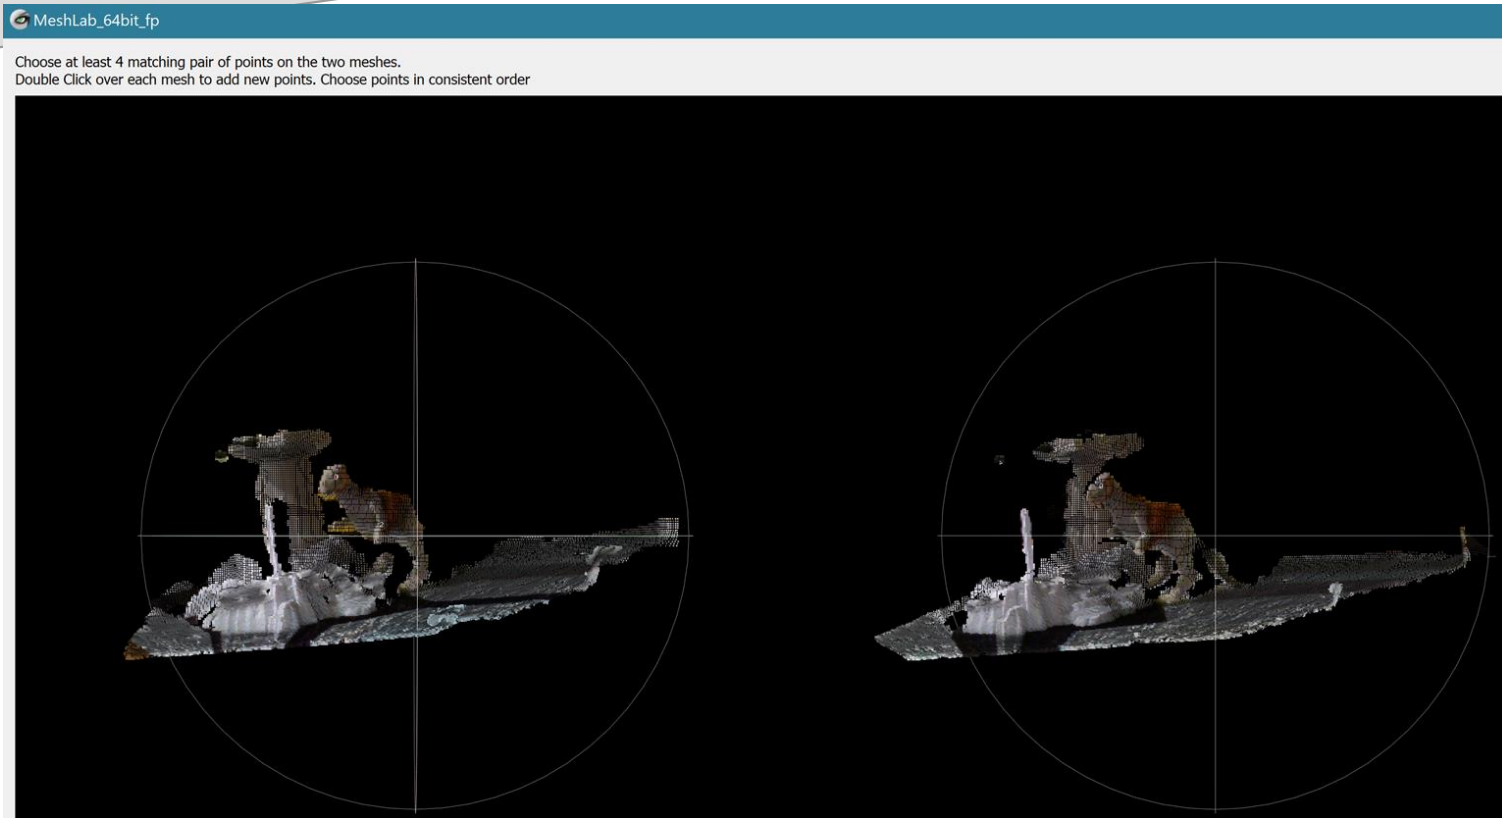 MeshLab_64bit_fp
Choose at least 4 matching pair of points on the two meshes.
Double Click over each mesh to add new points. Choose points in consistent order